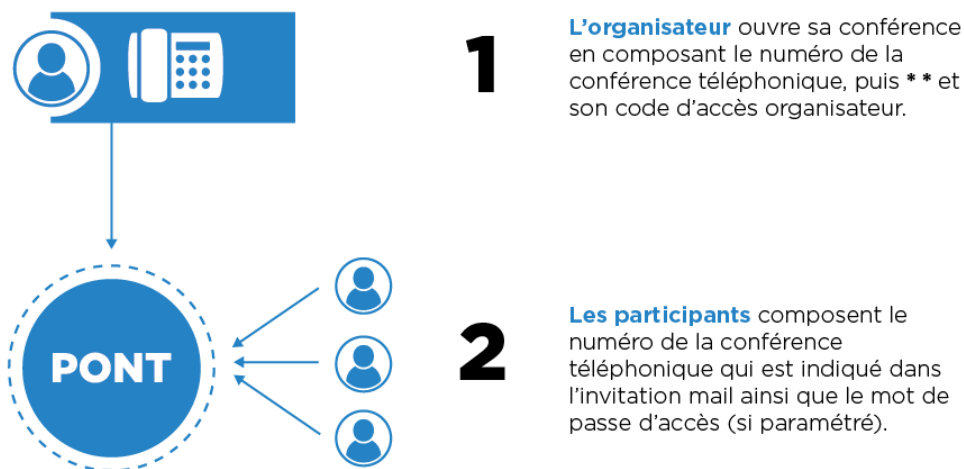 1
L'organisateur ouvre sa conférence
en composant le numéro de la
conférence téléphonique, puis * * et
son code d'accès organisateur.
PONT
2
Les participants composent le
numéro de la conférence
téléphonique qui est indiqué dans
l'invitation mail ainsi que le mot de
passe d'accès (si paramétré).